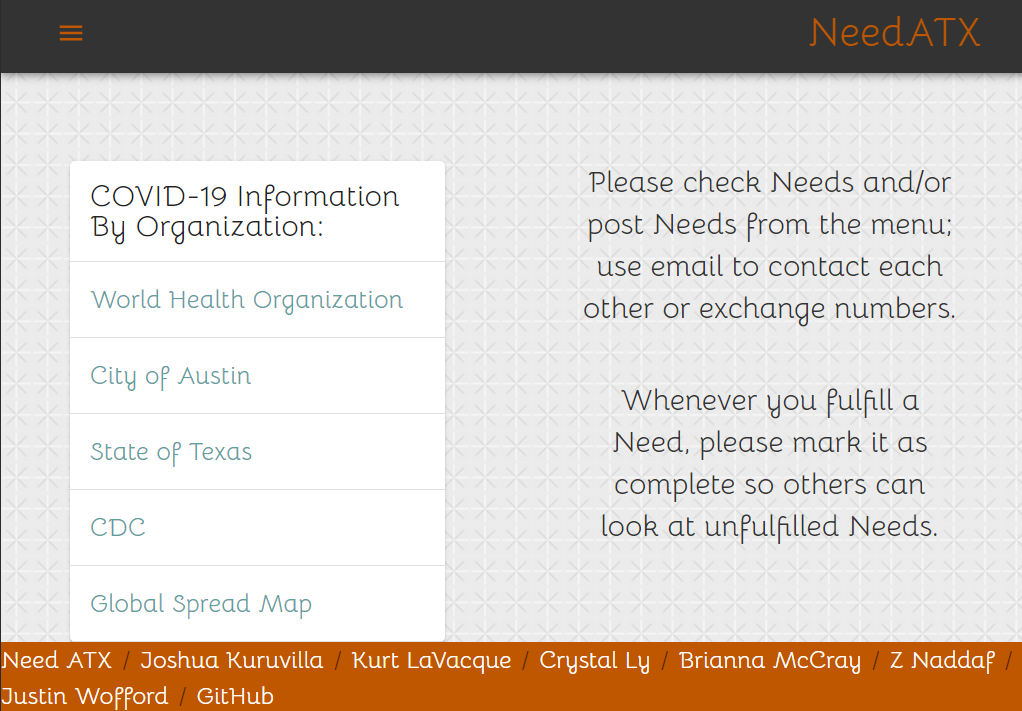 NeedATX
COVID-19 Information
By Organization:
World Health Organization
City of Austin
State of Texas
CDC
Global Spread Map
Please check Needs and/or
post Needs from the menu;
use email to contact each
other or exchange numbers.
Whenever you fulfill a
Need, please mark it as
complete so others can
look at unfulfilled Needs.
Need ATX / Joshua Kuruvilla / Kurt LaVacque / Crystal Ly / Brianna McCray / Z Naddaf /
Justin Wofford / GitHub